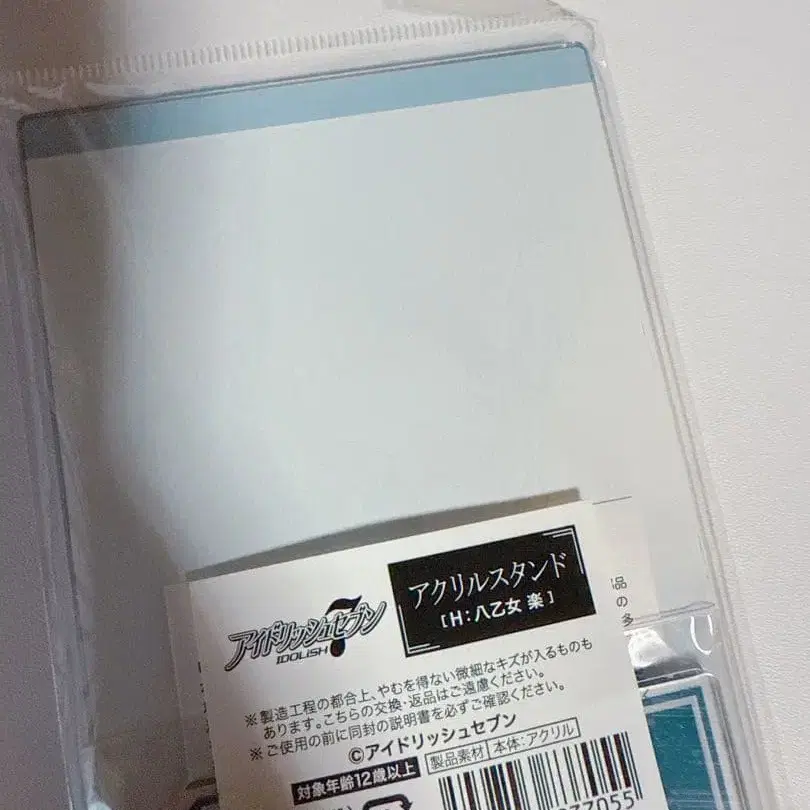 アクリルスタンド
[H:八乙女 楽]
アイドリッシュセブン
IDOLiSH7
品
の
多
※製造工程の都合上、やむを得ない微細なキズが入るものも
あります。こちらの交換・返品はご遠慮ください。
※ご使用の前に同封の説明書を必ずご確認ください。
©アイドリッシュセブン
対象年齢12歳以上
製品素材 本体:アクリル
77055